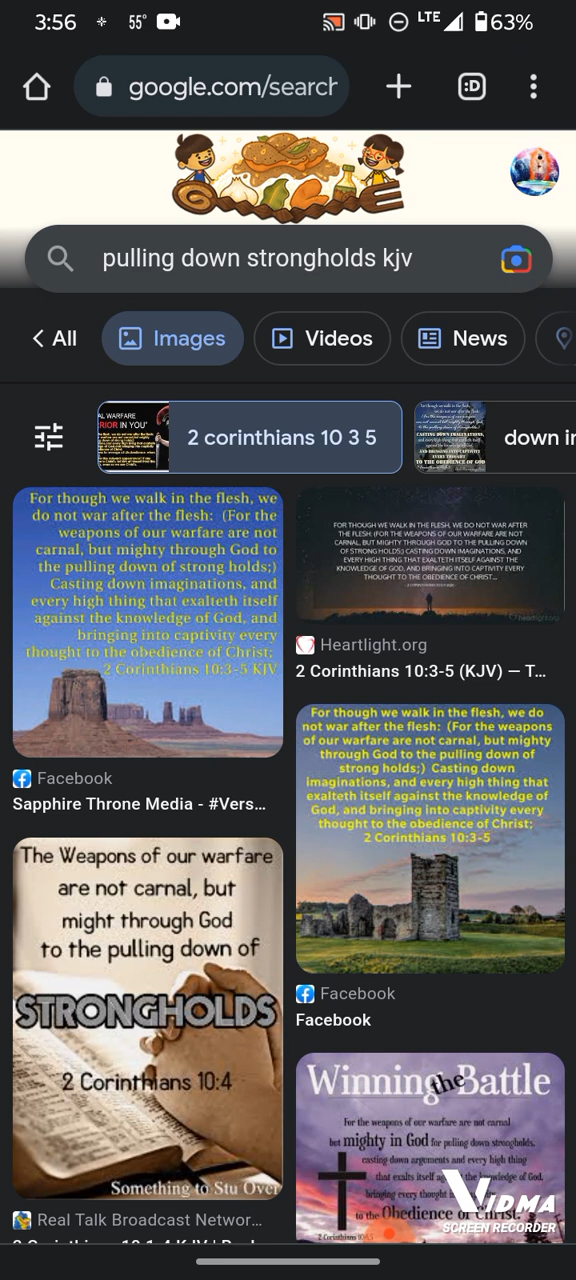 3:56
55°
LTE
63%
google.com/search
:D
pulling down strongholds kjv
All
Images
Videos
News
AL WARFARE
RIOR IN YOU"
2 corinthians 10 3 5
down i
For though we walk in the flesh, we
do not war after the flesh: (For the
weapons of our warfare are not
carnal, but mighty through God to
the pulling down of strong holds;)
Casting down imaginations, and
every high thing that exalteth itself
against the knowledge of God, and
bringing into captivity every
thought to the obedience of Christ;
2 Corinthians 10:3-5 KJV
Facebook
Sapphire Throne Media - #Vers...
FOR THOUGH WE WALK IN THE FLESH, WE DO NOT WAR AFTER
THE FLESH: (FOR THE WEAPONS OF OUR WARFARE ARE NOT
CARNAL, BUT MIGHTY THROUGH GOD TO THE PULLING DOWN
OF STRONG HOLDS;) CASTING DOWN IMAGINATIONS, AND
EVERY HIGH THING THAT EXALTETH ITSELF AGAINST THE
KNOWLEDGE OF GOD, AND BRINGING INTO CAPTIVITY EVERY
THOUGHT TO THE OBEDIENCE OF CHRIST...
Heartlight.org
2 Corinthians 10:3-5 (KJV) — T...
For though we walk in the flesh, we do
not war after the flesh: (For the weapons
of our warfare are not carnal, but mighty
through God to the pulling down of
strong holds;) Casting down
imaginations, and every high thing that
exalteth itself against the knowledge of
God, and bringing into captivity every
thought to the obedience of Christ;
2 Corinthians 10:3-5
Facebook
Facebook
The Weapons of our warfare
are not carnal, but
might through God
to the pulling down of
STRONGHOLDS
2 Corinthians 10:4
Something to Stu Over
Real Talk Broadcast Networ...
Winning the Battle
For the weapons of our warfare are not carnal
but mighty in God for pulling down strongholds,
casting down arguments and every high thing
that exalts itself against the knowledge of God,
bringing every thought
to the Obedience of Christ.
VIDMA
SCREEN RECORDER